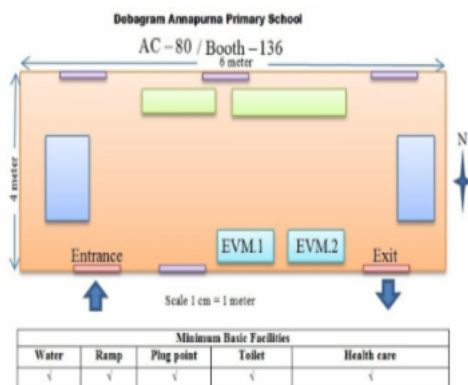 Debagram Annapurna Primary School
AC – 80 / Booth - 136
6 meter
4 meter
N
EVM.1 EVM.2
Entrance Exit
Scale 1 cm = 1 meter
Minimum Basic Facilities
Water Ramp Plug point Toilet Health care
√ √ √ √ √